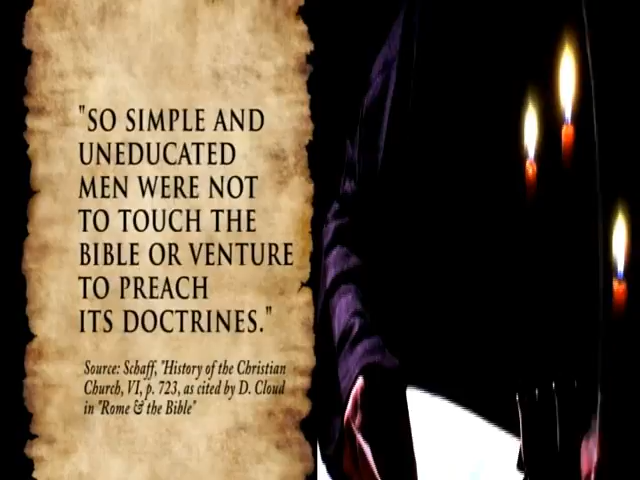 "SO SIMPLE AND
UNEDUCATED
MEN WERE NOT
TO TOUCH THE
BIBLE OR VENTURE
TO PREACH
ITS DOCTRINES."
Source: Schaff, "History of the Christian
Church, VI, p. 723, as cited by D. Cloud
in "Rome & the Bible"